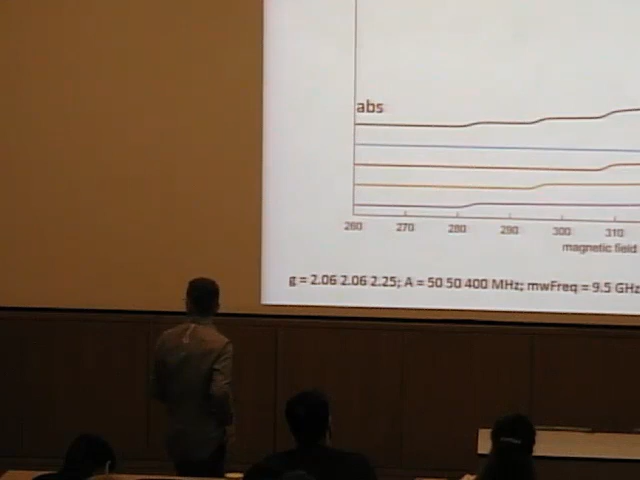 abs
260 270 280 290 300 310
magnetic field
g = 2.06 2.06 2.25; A = 50 50 400 MHz; mwFreq = 9.5 GHz